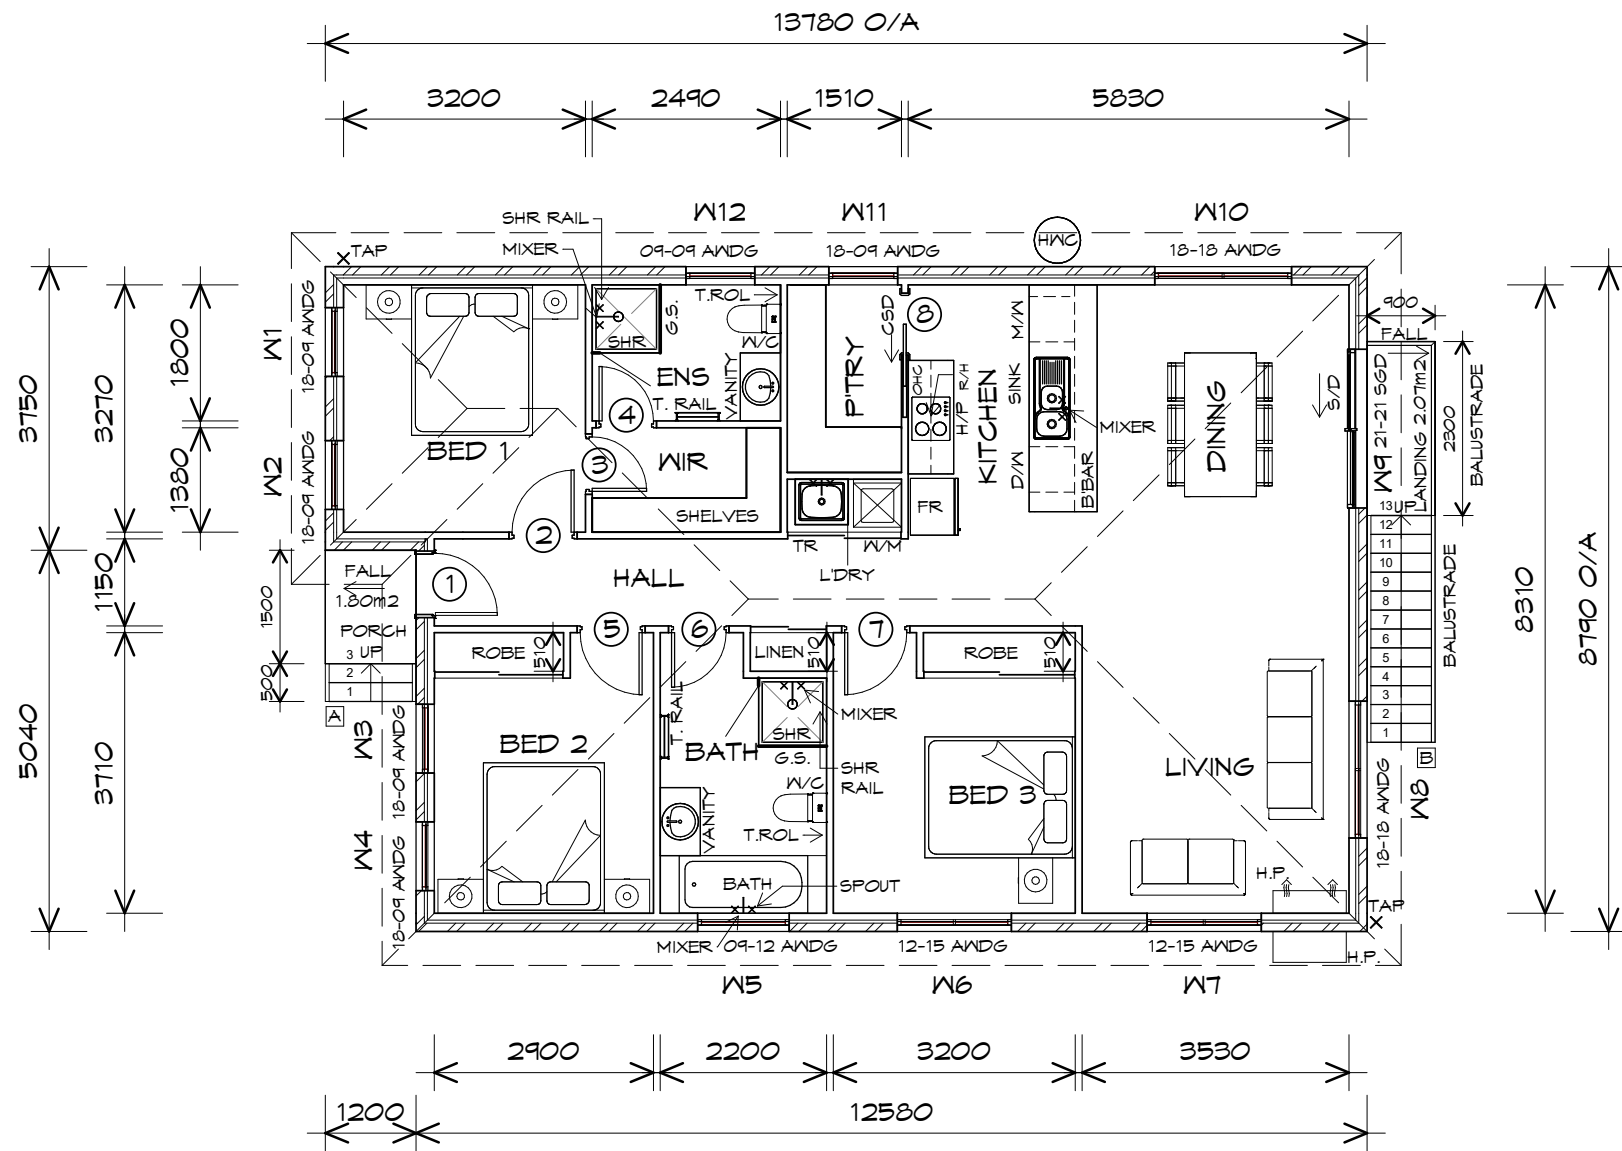 13780 O/A
3200
2490
1510
5830
W12
W11
W10
SHR RAIL
MIXER
09-09 AWDG
18-09 AWDG
HWC
18-18 AWDG
TAP
T.ROL
G.S.
SHR
W/C
CSD
8
M/W
900
FALL
W1
18-09 AWDG
1800
3750
3270
ENS
VANITY
P'TRY
OHC
R/H
H/P
KITCHEN
SINK
MIXER
DINING
S/D
W9 21-21 SGD
LANDING 2.07m2
2300
BALUSTRADE
8310
8790 O/A
T. RAIL
4
BED 1
3
WIR
W2
18-09 AWDG
1380
D/W
B'BAR
SHELVES
FR
2
TR
W/M
L'DRY
13
UP
12
11
10
9
8
7
6
5
4
3
2
1
BALUSTRADE
HALL
1
FALL
1.80m2
PORCH
3
UP
2
1
1150
1500
500
A
5
6
7
ROBE
510
LINEN
510
ROBE
510
5040
3710
W3
18-09 AWDG
BED 2
T. RAIL
BATH
SHR
G.S.
MIXER
SHR
RAIL
W/C
T.ROL
VANITY
BED 3
LIVING
B
W8
18-18 AWDG
W4
18-09 AWDG
BATH
SPOUT
H.P.
TAP
MIXER
09-12 AWDG
12-15 AWDG
12-15 AWDG
H.P.
W5
W6
W7
2900
2200
3200
3530
1200
12580